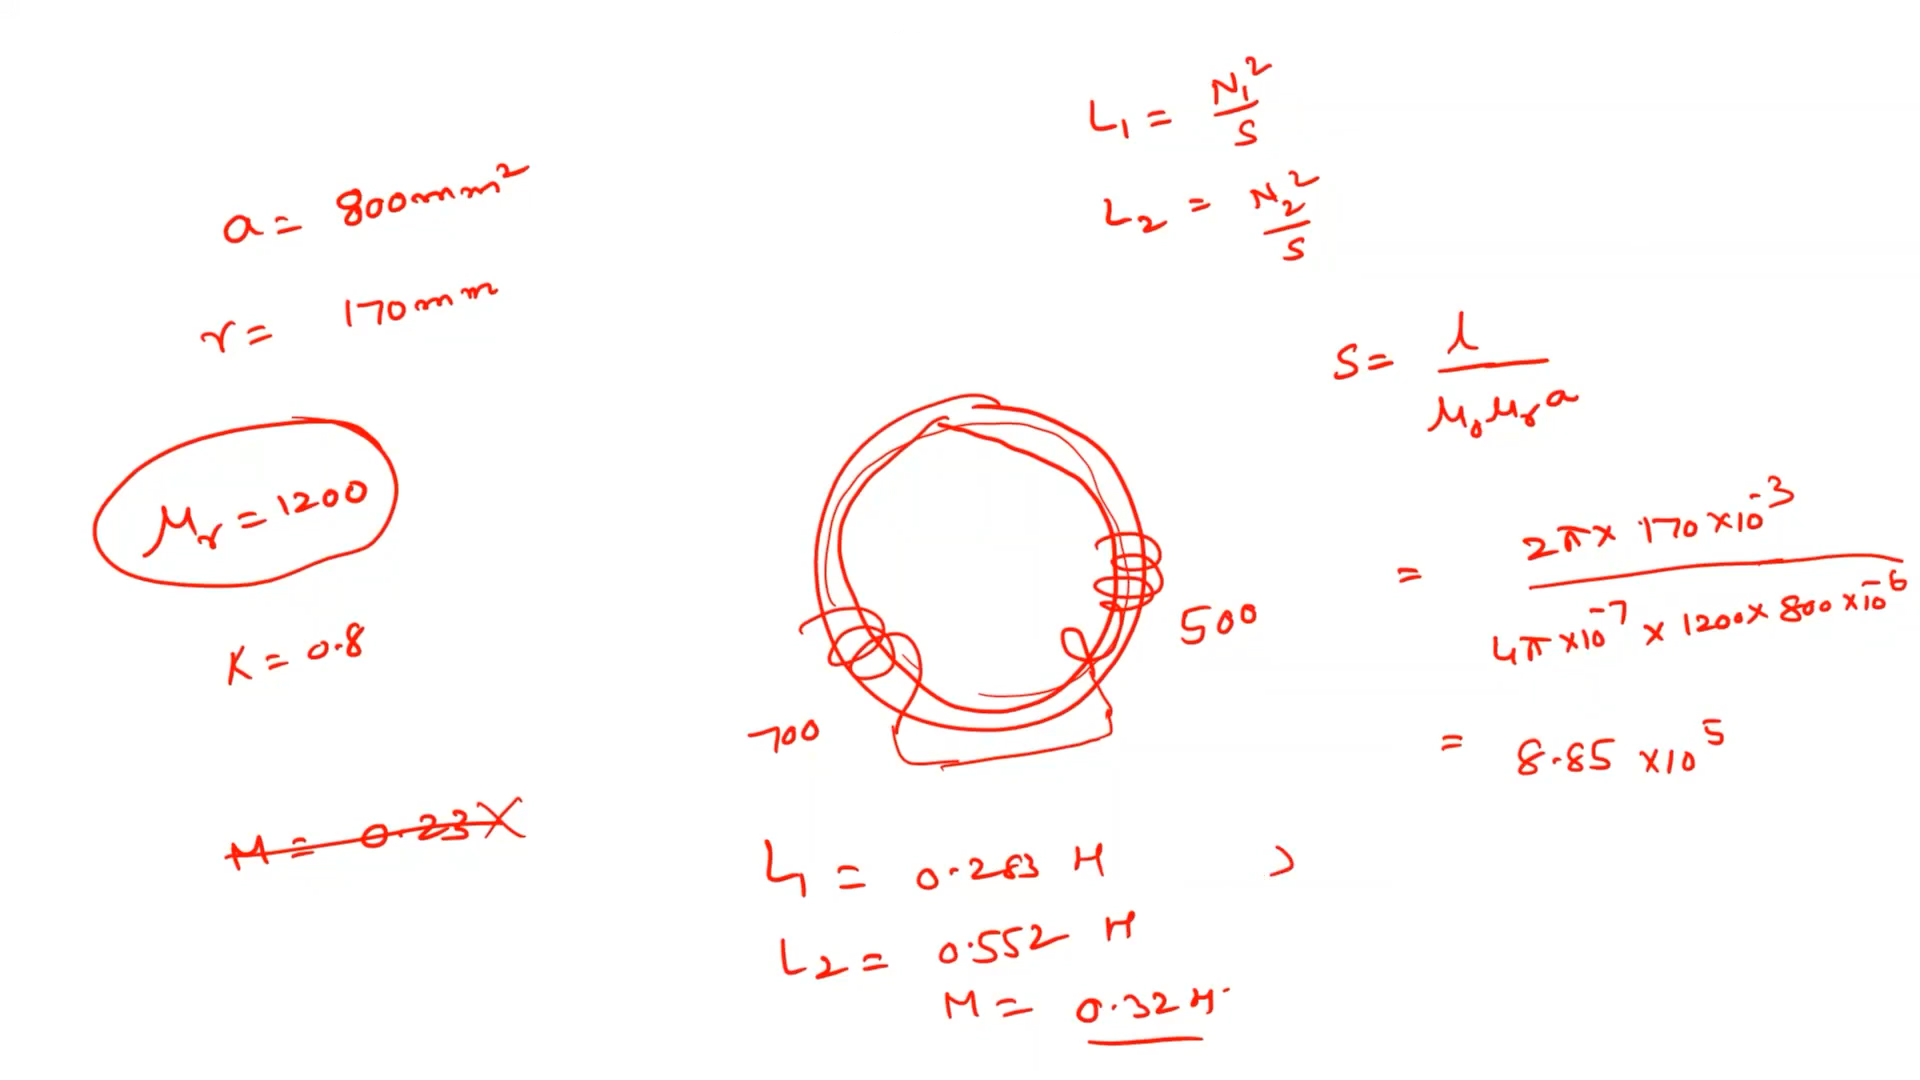 a = 800mm²
r = 170mm
μr = 1200
K = 0.8
M = 0.23
L₁ = N₁²/S
L₂ = N₂²/S
S = l/μ₀μra
= 2π × 170 × 10⁻³ / 4π × 10⁻⁷ × 1200 × 800 × 10⁻⁶
= 8.85 × 10⁵
500
700
L₁ = 0.283 H
L₂ = 0.552 H
M = 0.32 H